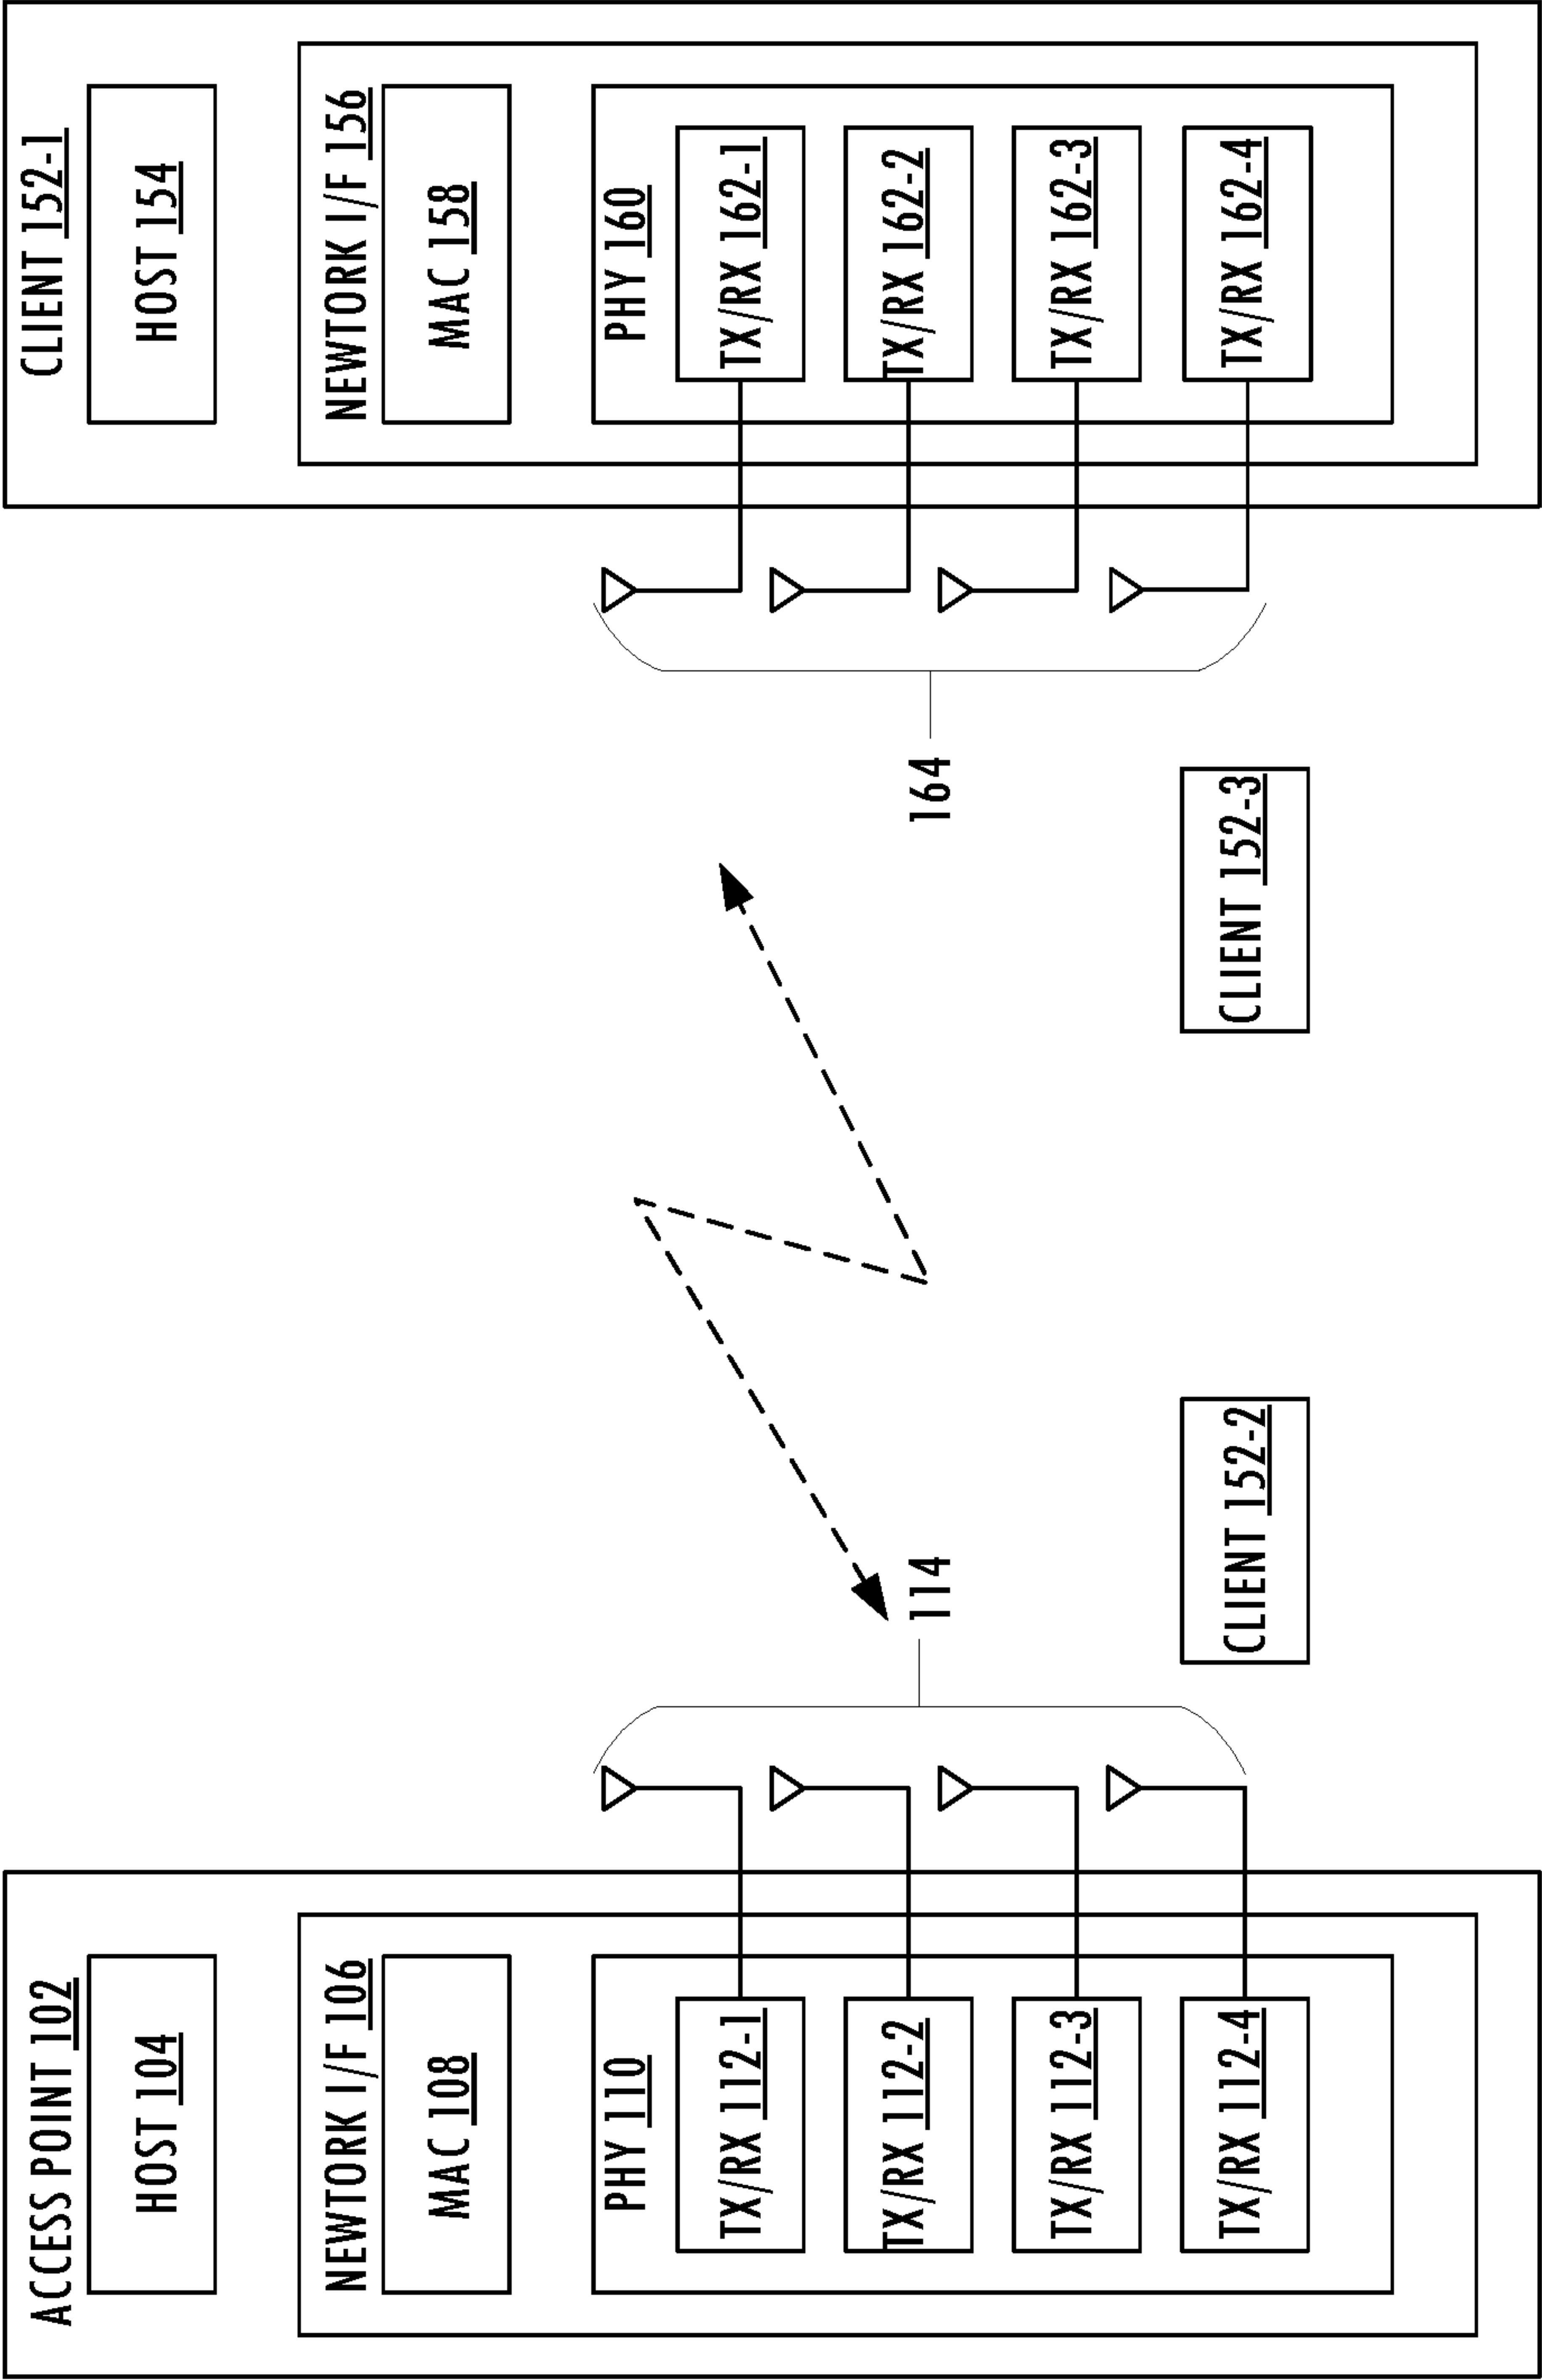 ACCESS POINT 102
HOST 104
NEWTORK I/F 106
MAC 108
PHY 110
TX/RX 112-1
TX/RX 112-2
TX/RX 112-3
TX/RX 112-4
114
CLIENT 152-2
164
CLIENT 152-3
CLIENT 152-1
HOST 154
NEWTORK I/F 156
MAC 158
PHY 160
TX/RX 162-1
TX/RX 162-2
TX/RX 162-3
TX/RX 162-4